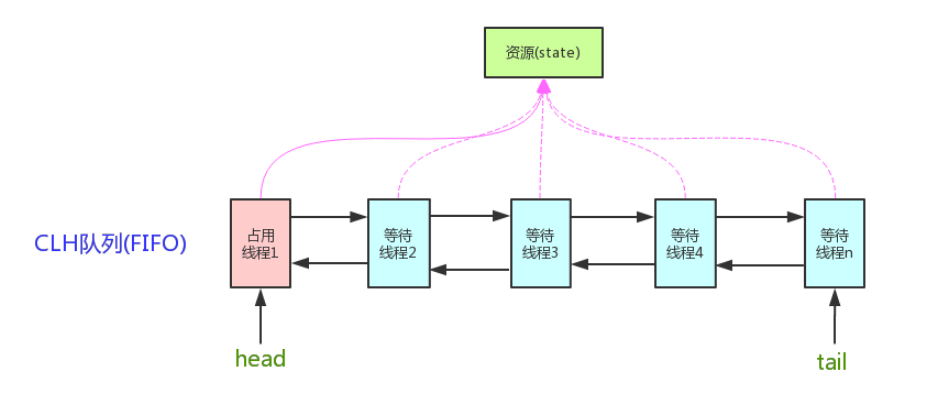 资源(state)
CLH队列(FIFO)
占用
线程1
等待
线程2
等待
线程3
等待
线程4
等待
线程n
head
tail